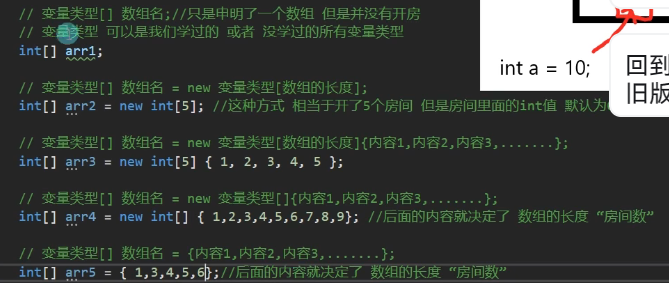 // 变量类型[] 数组名;//只是申明了一个数组 但是并没有开房
// 变量类型 可以是我们学过的 或者 没学过的所有变量类型
int[] arr1;
// 变量类型[] 数组名 = new 变量类型[数组的长度];
int[] arr2 = new int[5]; //这种方式 相当于开了5个房间 但是房间里面的int值 默认为
// 变量类型[] 数组名 = new 变量类型[数组的长度]{内容1,内容2,内容3,.......};
int[] arr3 = new int[5] { 1, 2, 3, 4, 5 };
// 变量类型[] 数组名 = new 变量类型[]{内容1,内容2,内容3,.......};
int[] arr4 = new int[] { 1,2,3,4,5,6,7,8,9}; //后面的内容就决定了 数组的长度 “房间数”
// 变量类型[] 数组名 = {内容1,内容2,内容3,.......};
int[] arr5 = { 1,3,4,5,6};//后面的内容就决定了 数组的长度 “房间数”
int a = 10;
回到
旧版